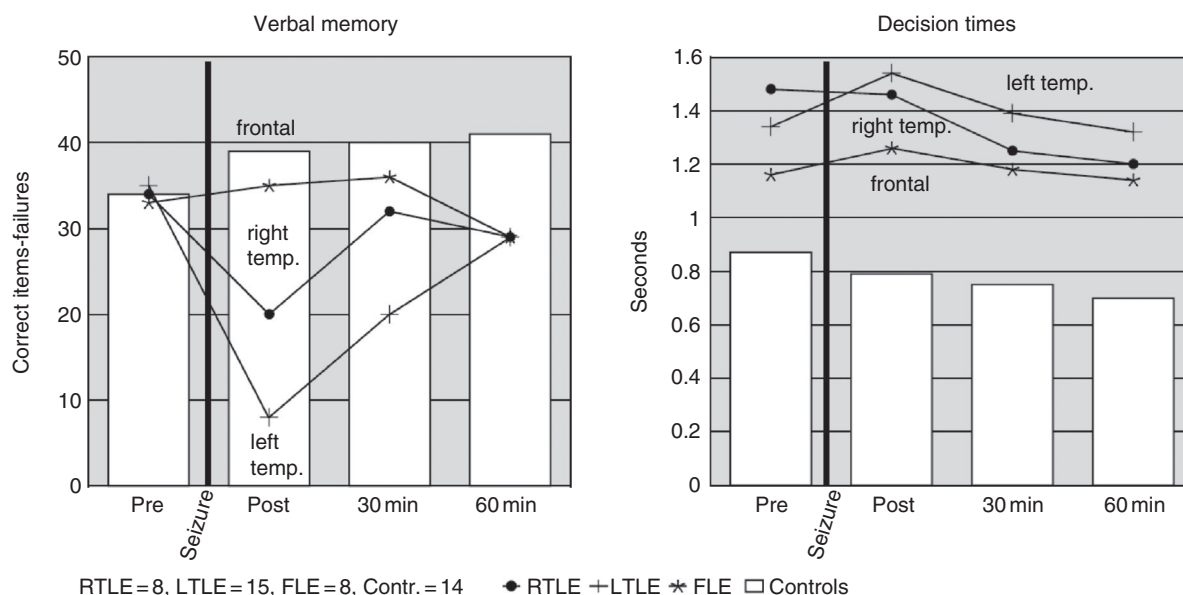 Verbal memory
50
40
30
20
10
0
Correct items-failures
frontal
right
temp.
left
temp.
Pre
Seizure
Post
30 min
60 min
Decision times
1.6
1.4
1.2
1
0.8
0.6
0.4
0.2
0
Seconds
left temp.
right temp.
frontal
Pre
Seizure
Post
30 min
60 min
RTLE = 8, LTLE = 15, FLE = 8, Contr. = 14 RTLE LTLE FLE Controls